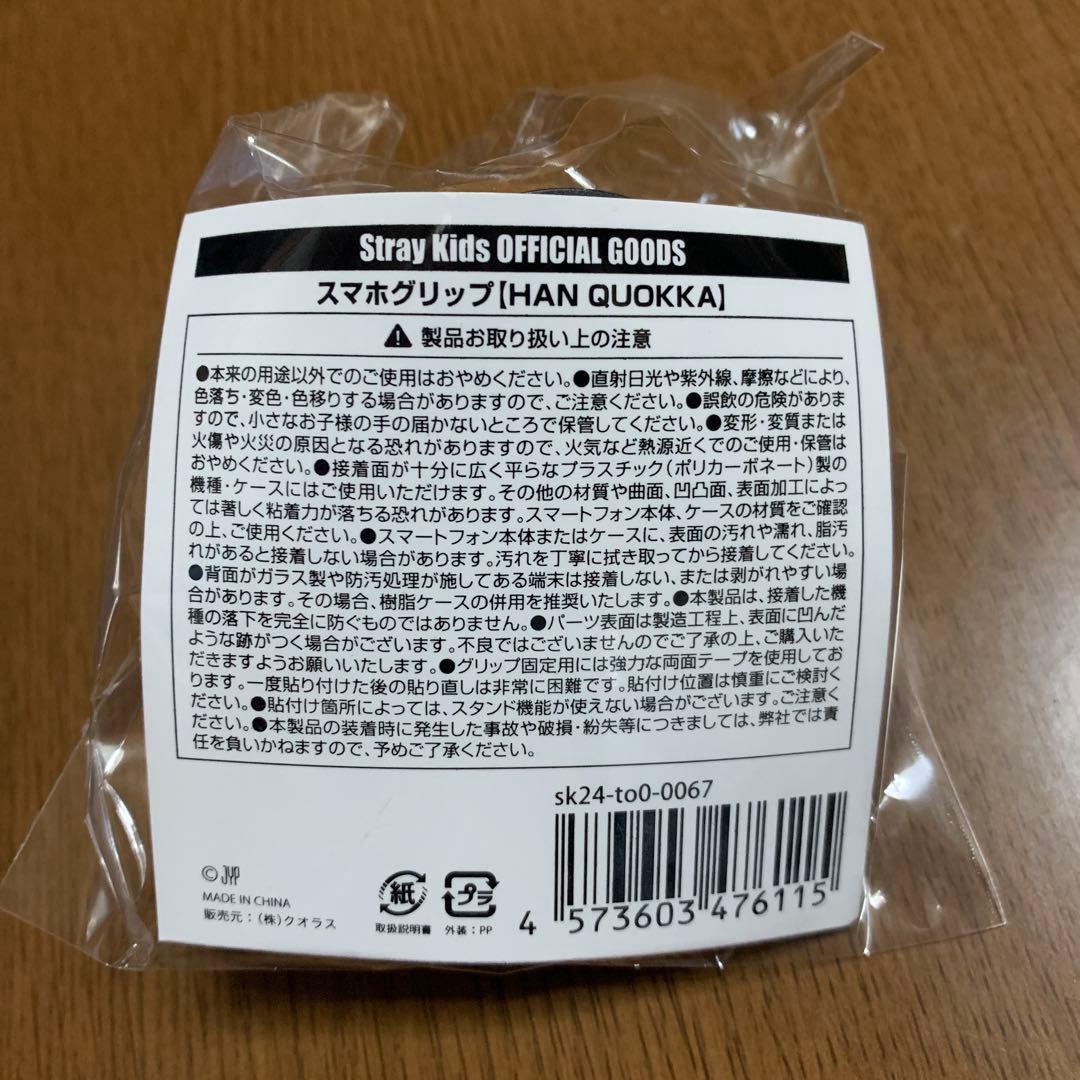 Stray Kids OFFICIAL GOODS
スマホグリップ【HAN QUOKKA】
⚠ 製品お取り扱い上の注意
●本来の用途以外でのご使用はおやめください。●直射日光や紫外線、摩擦などにより、
色落ち・変色・色移りする場合がありますので、ご注意ください。●誤飲の危険がありま
すので、小さなお子様の手の届かないところで保管してください。●変形・変質または
火傷や火災の原因となる恐れがありますので、火気など熱源近くでのご使用・保管は
おやめください。●接着面が十分に広く平らなプラスチック（ポリカーボネート）製の
機種・ケースにはご使用いただけます。その他の材質や曲面、凹凸面、表面加工によっ
ては著しく粘着力が落ちる恐れがあります。スマートフォン本体、ケースの材質をご確認
の上、ご使用ください。●スマートフォン本体またはケースに、表面の汚れや濡れ、脂汚
れがあると接着しない場合があります。汚れを丁寧に拭き取ってから接着してください。
●背面がガラス製や防汚処理が施してある端末は接着しない、または剥がれやすい場
合があります。その場合、樹脂ケースの併用を推奨いたします。●本製品は、接着した機
種の落下を完全に防ぐものではありません。●パーツ表面は製造工程上、表面に凹んだ
ような跡がつく場合がございます。不良ではございませんのでご了承の上、ご購入いた
だきますようお願いいたします。●グリップ固定用には強力な両面テープを使用してお
ります。一度貼り付けた後の貼り直しは非常に困難です。貼付け位置は慎重にご検討く
ださい。●貼付け箇所によっては、スタンド機能が使えない場合がございます。ご注意く
ださい。●本製品の装着時に発生した事故や破損・紛失等につきましては、弊社では責
任を負いかねますので、予めご了承ください。
sk24-to0-0067
© JYP
MADE IN CHINA
販売元：（株）クオラス
紙
取扱説明書
プラ
外装：PP
4 573603 476115